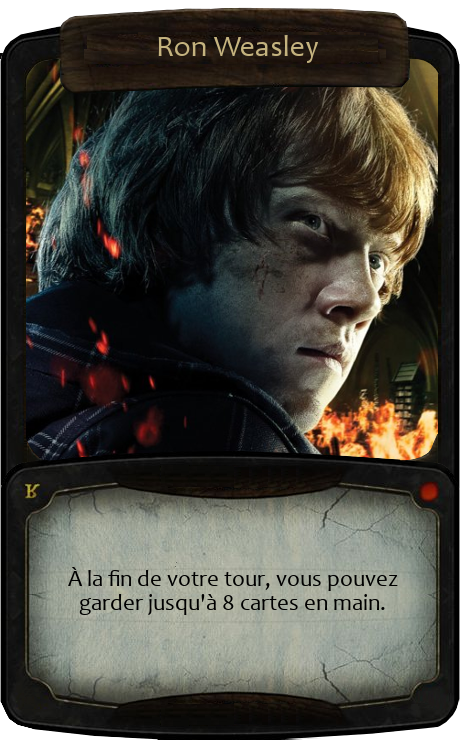 Ron Weasley
À la fin de votre tour, vous pouvez
garder jusqu'à 8 cartes en main.